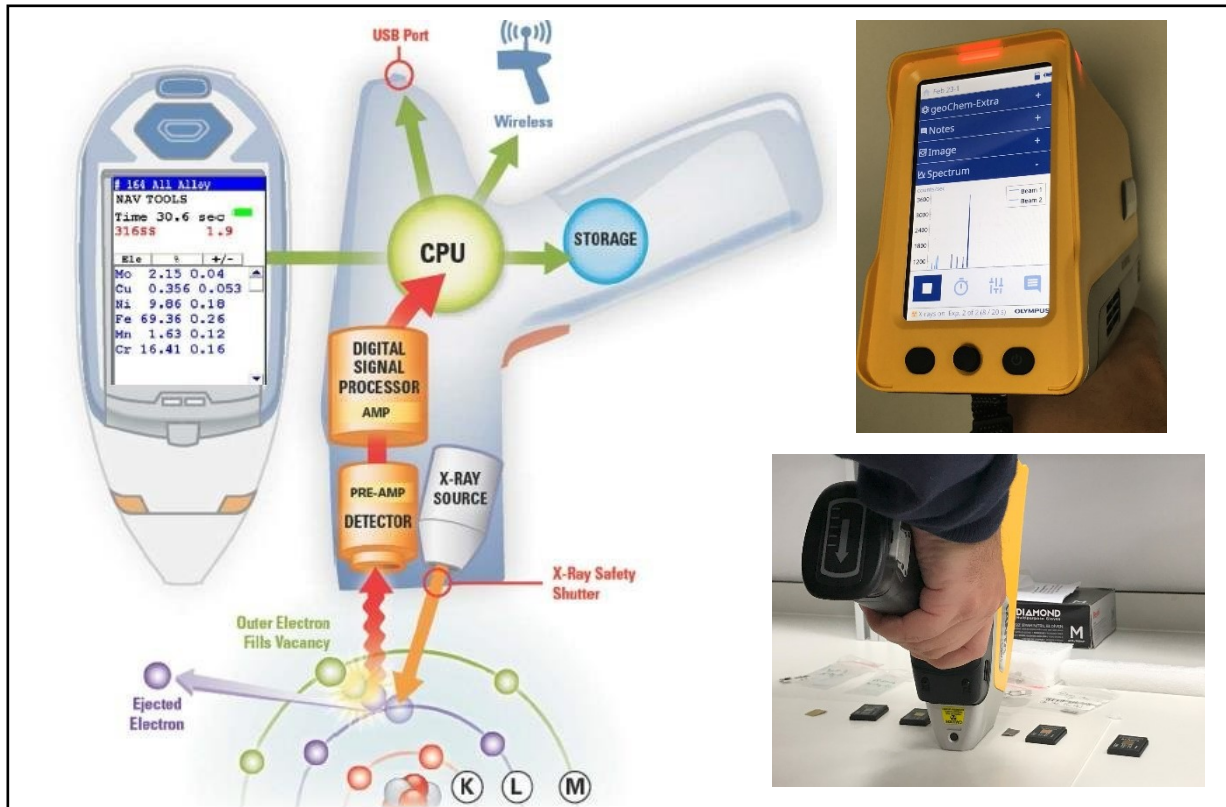 USB Port
Wireless
# 164 All Alloy
NAV TOOLS
Time 30.6 sec
316SS 1.9
Ele % +/-
Mo 2.15 0.04
Cu 0.356 0.053
Ni 9.86 0.18
Fe 69.36 0.26
Mn 1.63 0.12
Cr 16.41 0.16
CPU
STORAGE
DIGITAL
SIGNAL
PROCESSOR
AMP
PRE-AMP
DETECTOR
X-RAY
SOURCE
X-Ray Safety
Shutter
Outer Electron
Fills Vacancy
Ejected
Electron
K L M
geoChem-Extra +
Notes +
Image +
Spectrum -
Beam 1
Beam 2
3600
3000
2400
1800
1200
OLYMPUS
DIAMOND
M